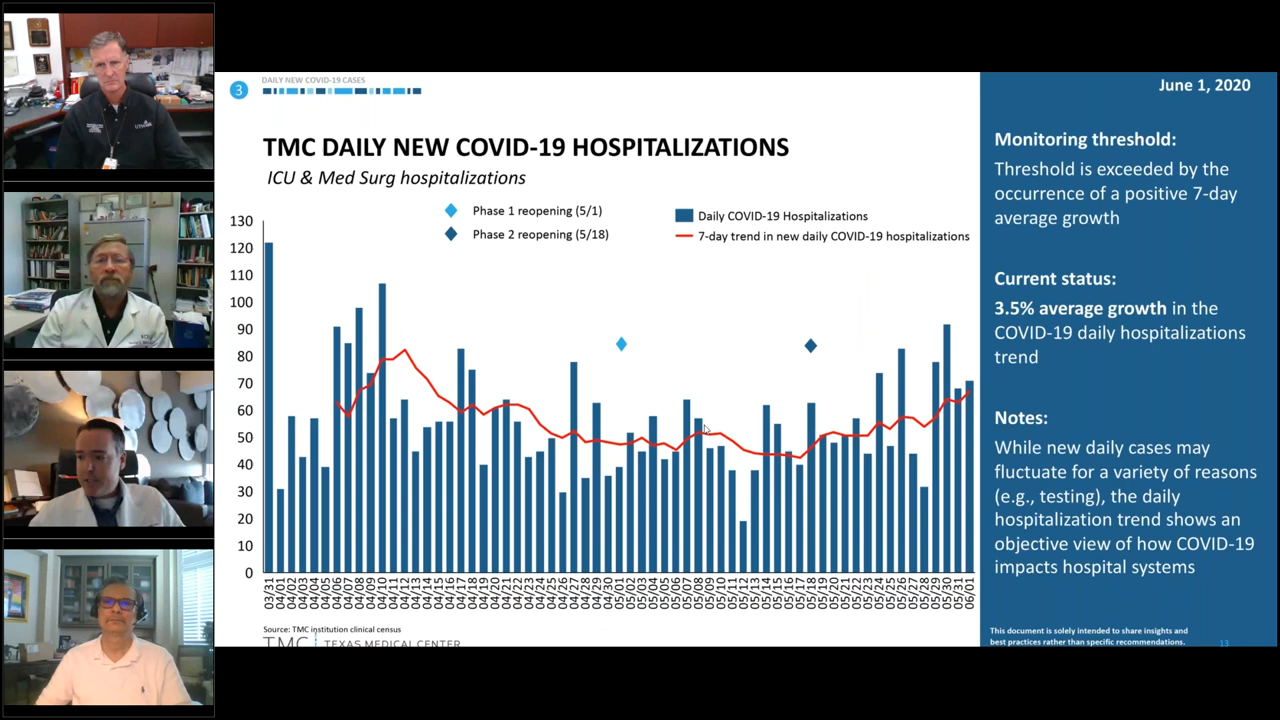 3
DAILY NEW COVID-19 CASES
TMC DAILY NEW COVID-19 HOSPITALIZATIONS
ICU & Med Surg hospitalizations
Phase 1 reopening (5/1)
Phase 2 reopening (5/18)
Daily COVID-19 Hospitalizations
7-day trend in new daily COVID-19 hospitalizations
130
120
110
100
90
80
70
60
50
40
30
20
10
0
03/31
04/01
04/02
04/03
04/04
04/05
04/06
04/07
04/08
04/09
04/10
04/11
04/12
04/13
04/14
04/15
04/16
04/17
04/18
04/19
04/20
04/21
04/22
04/23
04/24
04/25
04/26
04/27
04/28
04/29
04/30
05/01
05/02
05/03
05/04
05/05
05/06
05/07
05/08
05/09
05/10
05/11
05/12
05/13
05/14
05/15
05/16
05/17
05/18
05/19
05/20
05/21
05/22
05/23
05/24
05/25
05/26
05/27
05/28
05/29
05/30
05/31
06/01
Source: TMC institution clinical census
TMC TEXAS MEDICAL CENTER
June 1, 2020
Monitoring threshold:
Threshold is exceeded by the
occurrence of a positive 7-day
average growth
Current status:
3.5% average growth in the
COVID-19 daily hospitalizations
trend
Notes:
While new daily cases may
fluctuate for a variety of reasons
(e.g., testing), the daily
hospitalization trend shows an
objective view of how COVID-19
impacts hospital systems
This document is solely intended to share insights and
best practices rather than specific recommendations.
13